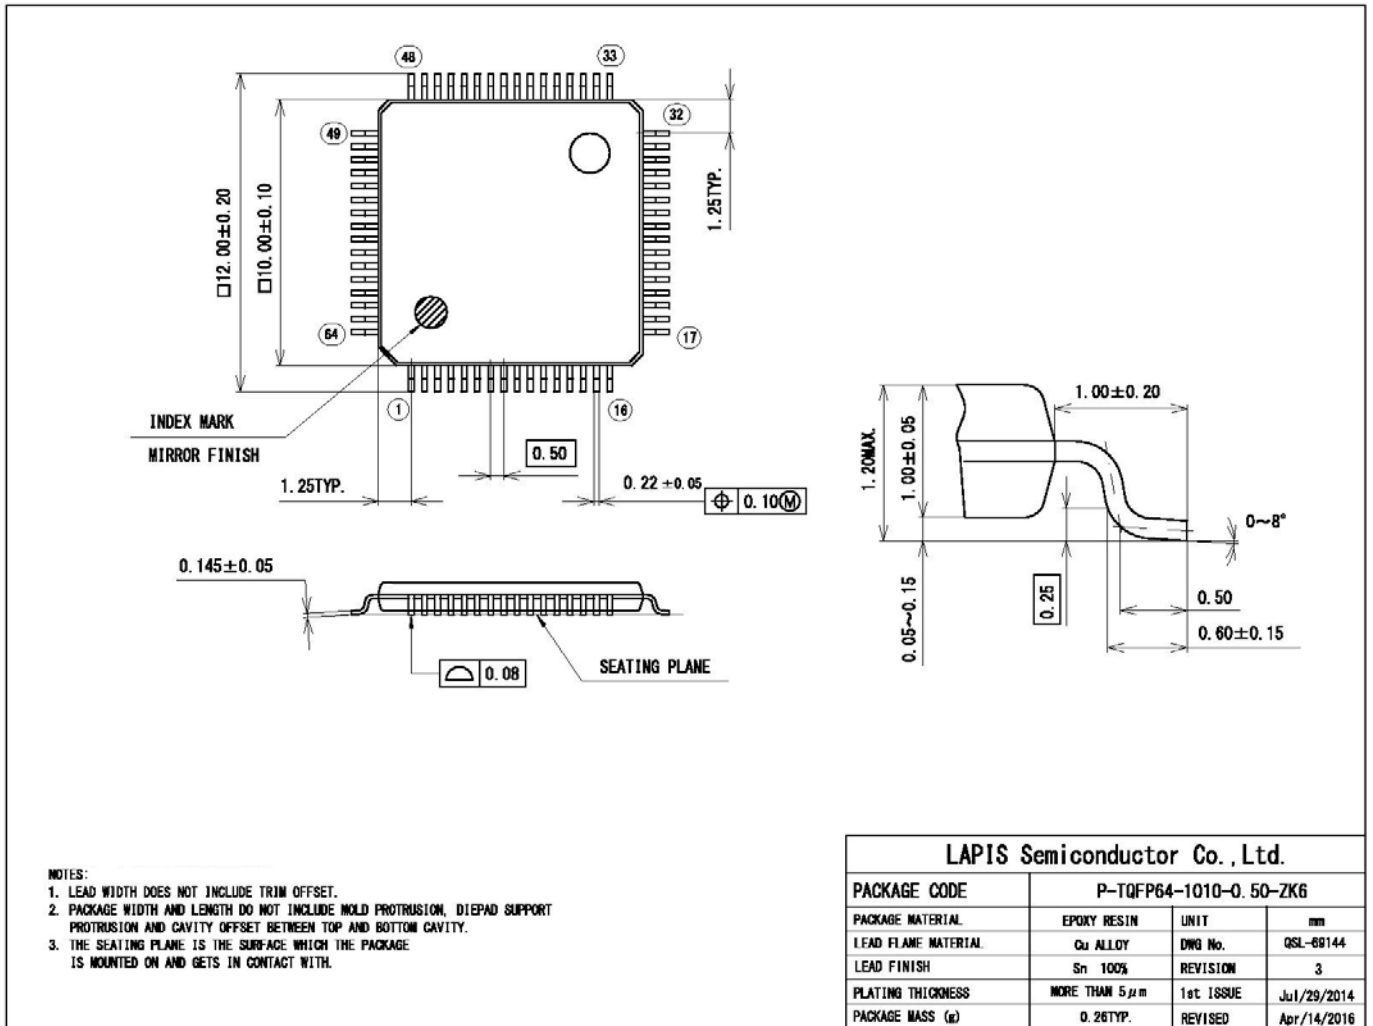 48
33
49
32
64
17
1
16
□12.00±0.20
□10.00±0.10
1.25TYP.
INDEX MARK
MIRROR FINISH
1.25TYP.
0.50
0.22 ±0.05
⌖ 0.10Ⓜ
0.145±0.05
⌓ 0.08
SEATING PLANE
1.00±0.20
1.20MAX.
1.00±0.05
0.05~0.15
0.25
0~8°
0.50
0.60±0.15
NOTES:
1. LEAD WIDTH DOES NOT INCLUDE TRIM OFFSET.
2. PACKAGE WIDTH AND LENGTH DO NOT INCLUDE MOLD PROTRUSION, DIEPAD SUPPORT
PROTRUSION AND CAVITY OFFSET BETWEEN TOP AND BOTTOM CAVITY.
3. THE SEATING PLANE IS THE SURFACE WHICH THE PACKAGE
IS MOUNTED ON AND GETS IN CONTACT WITH.
LAPIS Semiconductor Co.,Ltd.
PACKAGE CODE P-TQFP64-1010-0.50-ZK6
PACKAGE MATERIAL EPOXY RESIN UNIT mm
LEAD FLAME MATERIAL Cu ALLOY DWG No. QSL-69144
LEAD FINISH Sn 100% REVISION 3
PLATING THICKNESS MORE THAN 5μm 1st ISSUE Jul/29/2014
PACKAGE MASS (g) 0.26TYP. REVISED Apr/14/2016